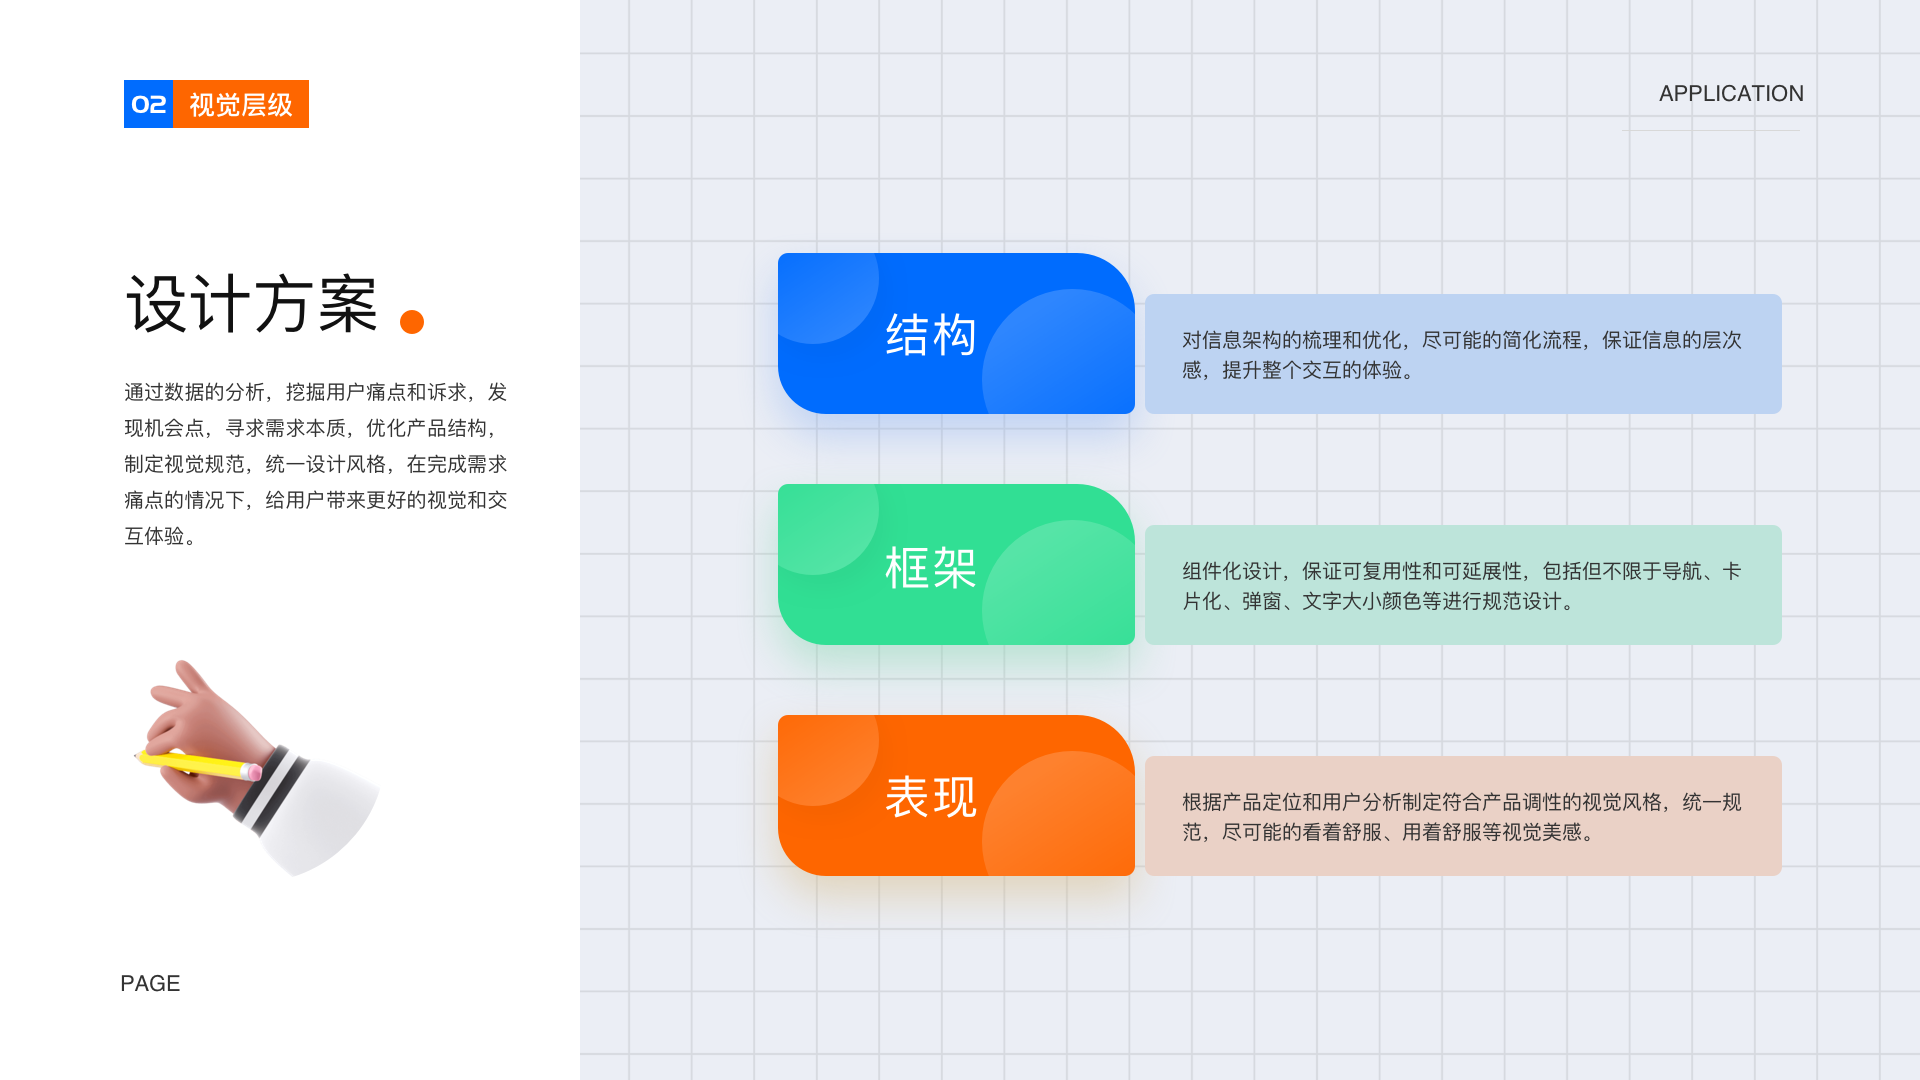 02 视觉层级
APPLICATION
设计方案
通过数据的分析，挖掘用户痛点和诉求，发
现机会点，寻求需求本质，优化产品结构，
制定视觉规范，统一设计风格，在完成需求
痛点的情况下，给用户带来更好的视觉和交
互体验。
结构
对信息架构的梳理和优化，尽可能的简化流程，保证信息的层次
感，提升整个交互的体验。
框架
组件化设计，保证可复用性和可延展性，包括但不限于导航、卡
片化、弹窗、文字大小颜色等进行规范设计。
表现
根据产品定位和用户分析制定符合产品调性的视觉风格，统一规
范，尽可能的看着舒服、用着舒服等视觉美感。
PAGE